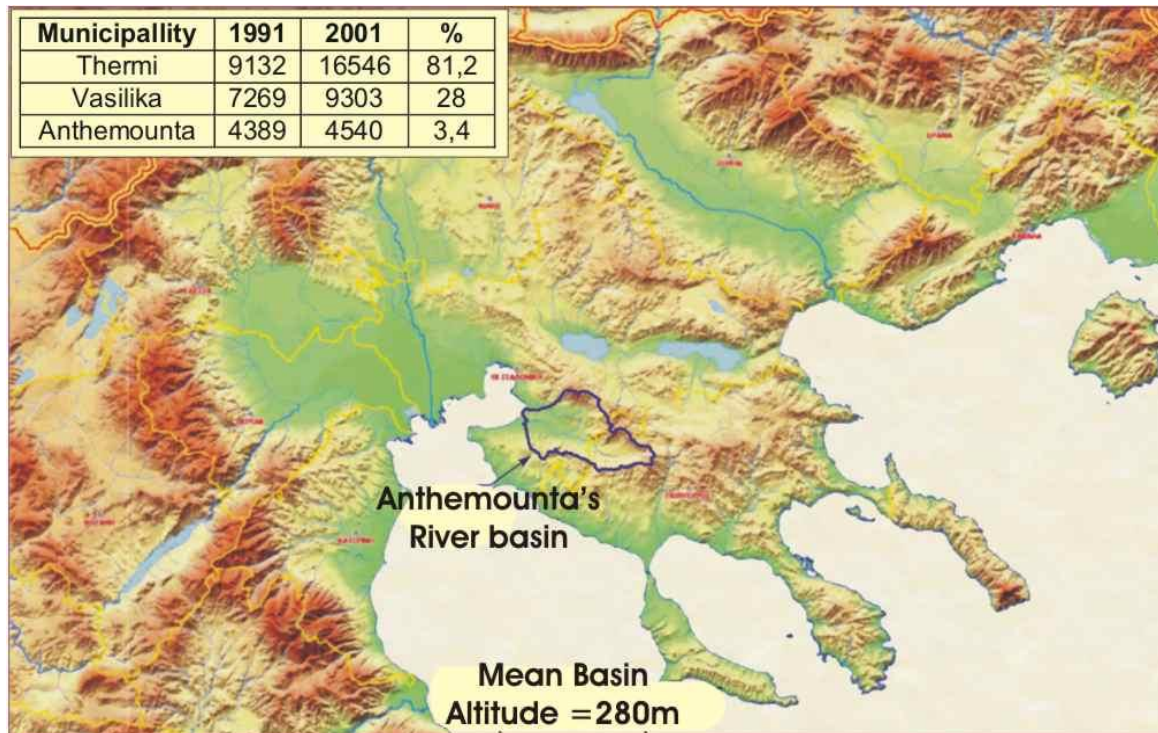 Municipallity 1991 2001 %
Thermi 9132 16546 81,2
Vasilika 7269 9303 28
Anthemounta 4389 4540 3,4
Anthemounta's
River basin
Mean Basin
Altitude =280m